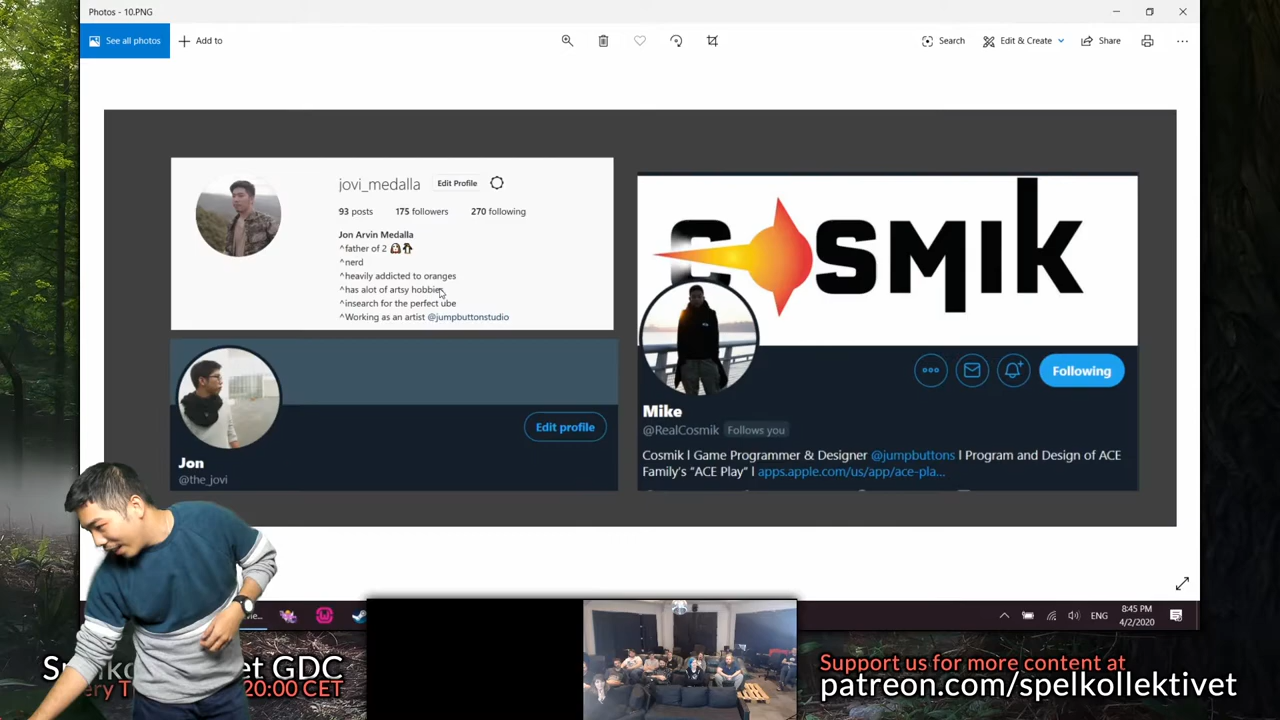 Photos - 10.PNG
See all photos
Add to
Search
Edit & Create
Share
jovi_medalla
Edit Profile
93 posts 175 followers 270 following
Jon Arvin Medalla
^father of 2
^nerd
^heavily addicted to oranges
^has alot of artsy hobbies
^insearch for the perfect ube
^Working as an artist @jumpbuttonstudio
Edit profile
Jon
@the_jovi
COSMIK
Following
Mike
@RealCosmik Follows you
Cosmik l Game Programmer & Designer @jumpbuttons l Program and Design of ACE
Family's "ACE Play" l apps.apple.com/us/app/ace-pla...
ENG
8:45 PM
4/2/2020
et GDC
20:00 CET
Support us for more content at
patreon.com/spelkollektivet